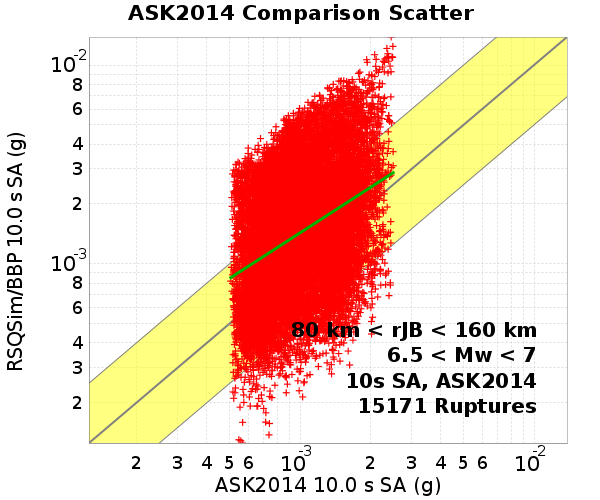 ASK2014 Comparison Scatter
RSQSim/BBP 10.0 s SA (g)
10-2
8
6
4
3
2
10-3
8
6
4
3
2
80 km < rJB < 160 km
6.5 < Mw < 7
10s SA, ASK2014
15171 Ruptures
2 3 4 5 6 10-3 2 3 4 5 6 10-2
ASK2014 10.0 s SA (g)